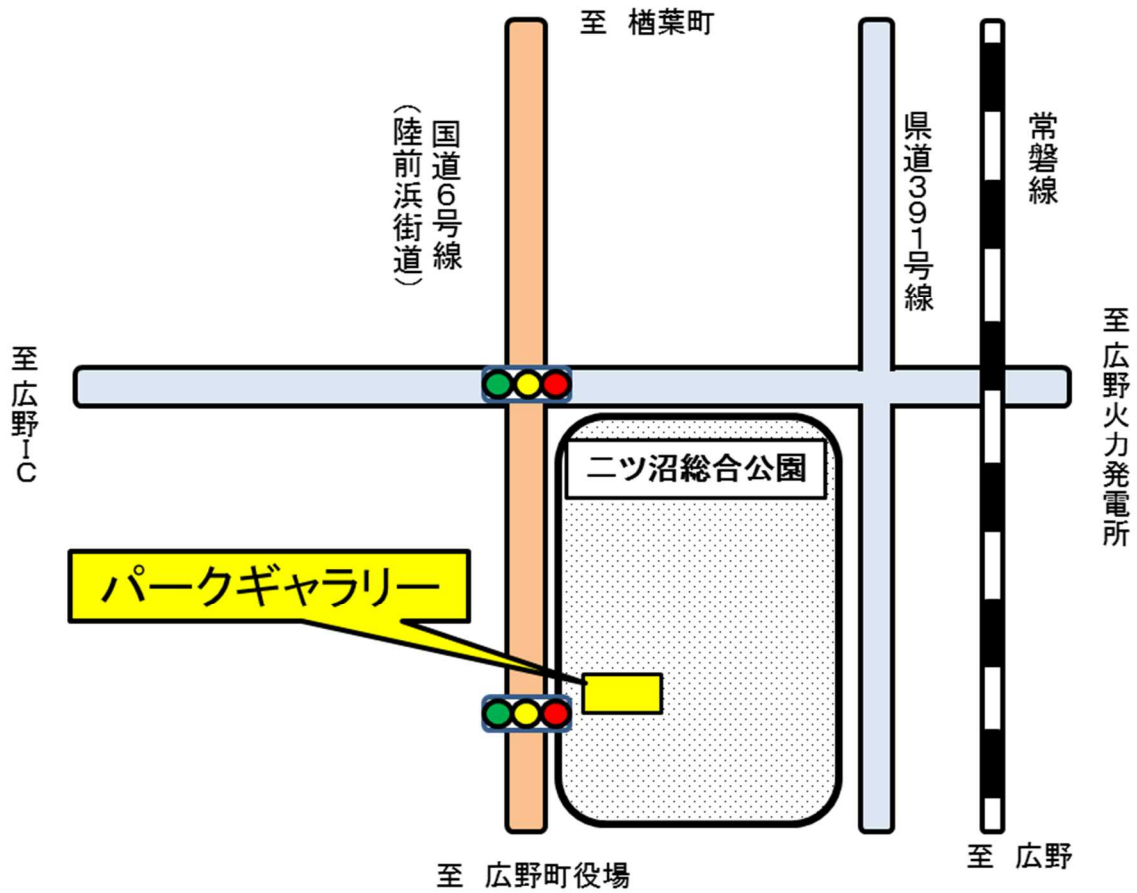 至 楢葉町
国道6号線
（陸前浜街道）
県道391号線
常磐線
至 広野火力発電所
至 広野IC
二ツ沼総合公園
パークギャラリー
至 広野町役場
至 広野